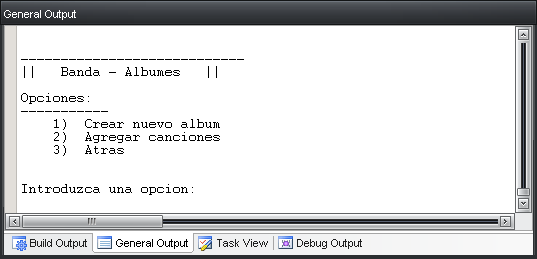 General Output
----------------------------
||   Banda - Albumes   ||
Opciones:
-----------
1)  Crear nuevo album
2)  Agregar canciones
3)  Atras
Introduzca una opcion:
Build Output General Output Task View Debug Output